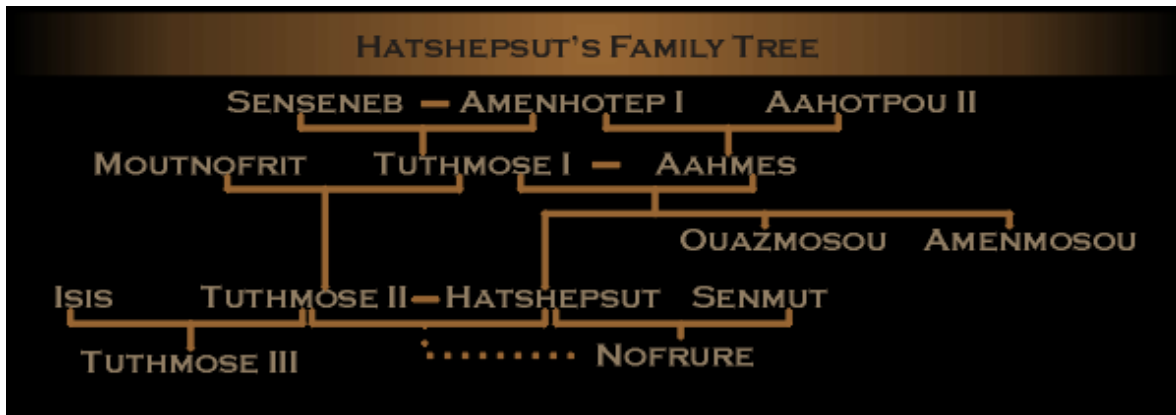 Hatshepsut's Family Tree
Senseneb – Amenhotep I Aahotpou II
Moutnofrit Tuthmose I – Aahmes
Ouazmosou Amenmosou
Isis Tuthmose II – Hatshepsut Senmut
Tuthmose III Nofrure